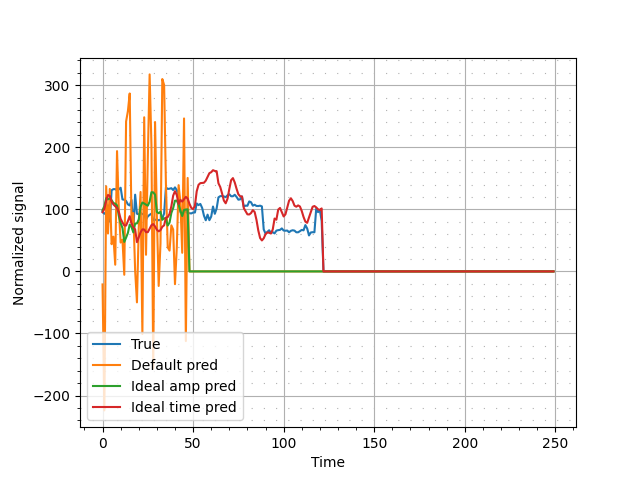 300
200
100
0
−100
−200
Normalized signal
True
Default pred
Ideal amp pred
Ideal time pred
0
50
100
150
200
250
Time